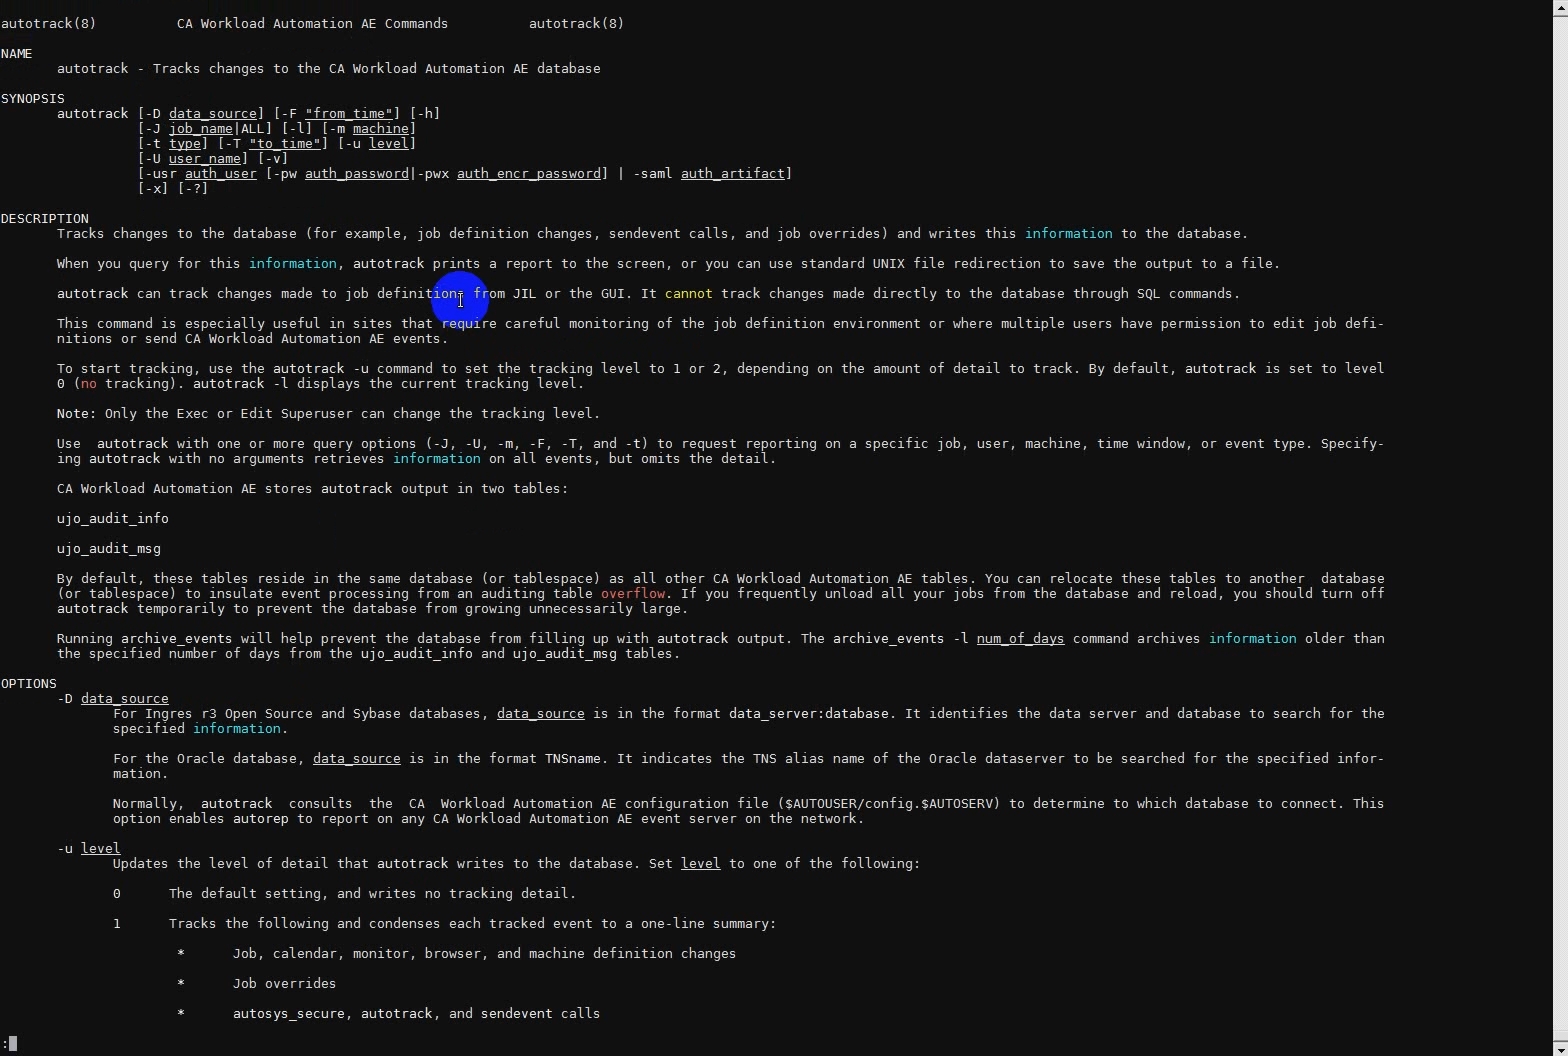 autotrack(8)          CA Workload Automation AE Commands          autotrack(8)
NAME
autotrack - Tracks changes to the CA Workload Automation AE database
SYNOPSIS
autotrack [-D data_source] [-F "from_time"] [-h]
[-J job_name|ALL] [-l] [-m machine]
[-t type] [-T "to_time"] [-u level]
[-U user_name] [-v]
[-usr auth_user [-pw auth_password|-pwx auth_encr_password] | -saml auth_artifact]
[-x] [-?]
DESCRIPTION
Tracks changes to the database (for example, job definition changes, sendevent calls, and job overrides) and writes this information to the database.
When you query for this information, autotrack prints a report to the screen, or you can use standard UNIX file redirection to save the output to a file.
autotrack can track changes made to job definitions from JIL or the GUI. It cannot track changes made directly to the database through SQL commands.
This command is especially useful in sites that require careful monitoring of the job definition environment or where multiple users have permission to edit job defi-
nitions or send CA Workload Automation AE events.
To start tracking, use the autotrack -u command to set the tracking level to 1 or 2, depending on the amount of detail to track. By default, autotrack is set to level
0 (no tracking). autotrack -l displays the current tracking level.
Note: Only the Exec or Edit Superuser can change the tracking level.
Use  autotrack with one or more query options (-J, -U, -m, -F, -T, and -t) to request reporting on a specific job, user, machine, time window, or event type. Specify-
ing autotrack with no arguments retrieves information on all events, but omits the detail.
CA Workload Automation AE stores autotrack output in two tables:
ujo_audit_info
ujo_audit_msg
By default, these tables reside in the same database (or tablespace) as all other CA Workload Automation AE tables. You can relocate these tables to another  database
(or tablespace) to insulate event processing from an auditing table overflow. If you frequently unload all your jobs from the database and reload, you should turn off
autotrack temporarily to prevent the database from growing unnecessarily large.
Running archive_events will help prevent the database from filling up with autotrack output. The archive_events -l num_of_days command archives information older than
the specified number of days from the ujo_audit_info and ujo_audit_msg tables.
OPTIONS
-D data_source
For Ingres r3 Open Source and Sybase databases, data_source is in the format data_server:database. It identifies the data server and database to search for the
specified information.
For the Oracle database, data_source is in the format TNSname. It indicates the TNS alias name of the Oracle dataserver to be searched for the specified infor-
mation.
Normally,  autotrack  consults  the  CA  Workload Automation AE configuration file ($AUTOUSER/config.$AUTOSERV) to determine to which database to connect. This
option enables autorep to report on any CA Workload Automation AE event server on the network.
-u level
Updates the level of detail that autotrack writes to the database. Set level to one of the following:
0      The default setting, and writes no tracking detail.
1      Tracks the following and condenses each tracked event to a one-line summary:
*      Job, calendar, monitor, browser, and machine definition changes
*      Job overrides
*      autosys_secure, autotrack, and sendevent calls
: